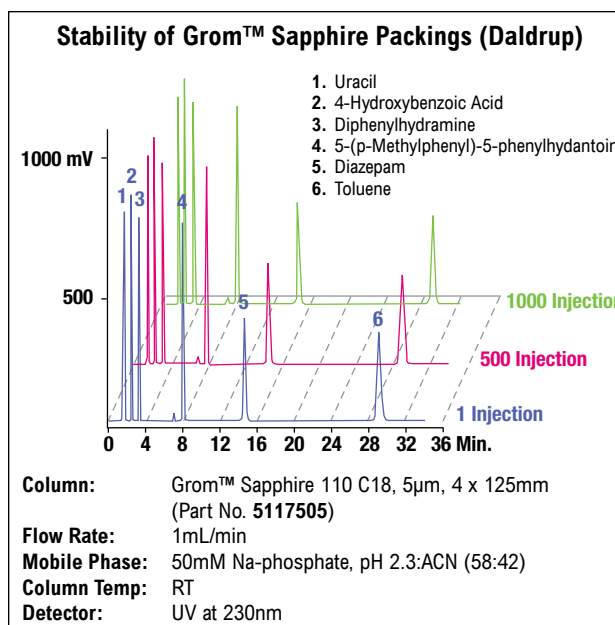 Stability of Grom™ Sapphire Packings (Daldrup)
1. Uracil
2. 4-Hydroxybenzoic Acid
3. Diphenylhydramine
4. 5-(p-Methylphenyl)-5-phenylhydantoin
5. Diazepam
6. Toluene
1000 mV
500
1
2
3
4
5
6
1000 Injection
500 Injection
1 Injection
0 4 8 12 16 20 24 28 32 36 Min.
Column: Grom™ Sapphire 110 C18, 5µm, 4 x 125mm
(Part No. 5117505)
Flow Rate: 1mL/min
Mobile Phase: 50mM Na-phosphate, pH 2.3:ACN (58:42)
Column Temp: RT
Detector: UV at 230nm